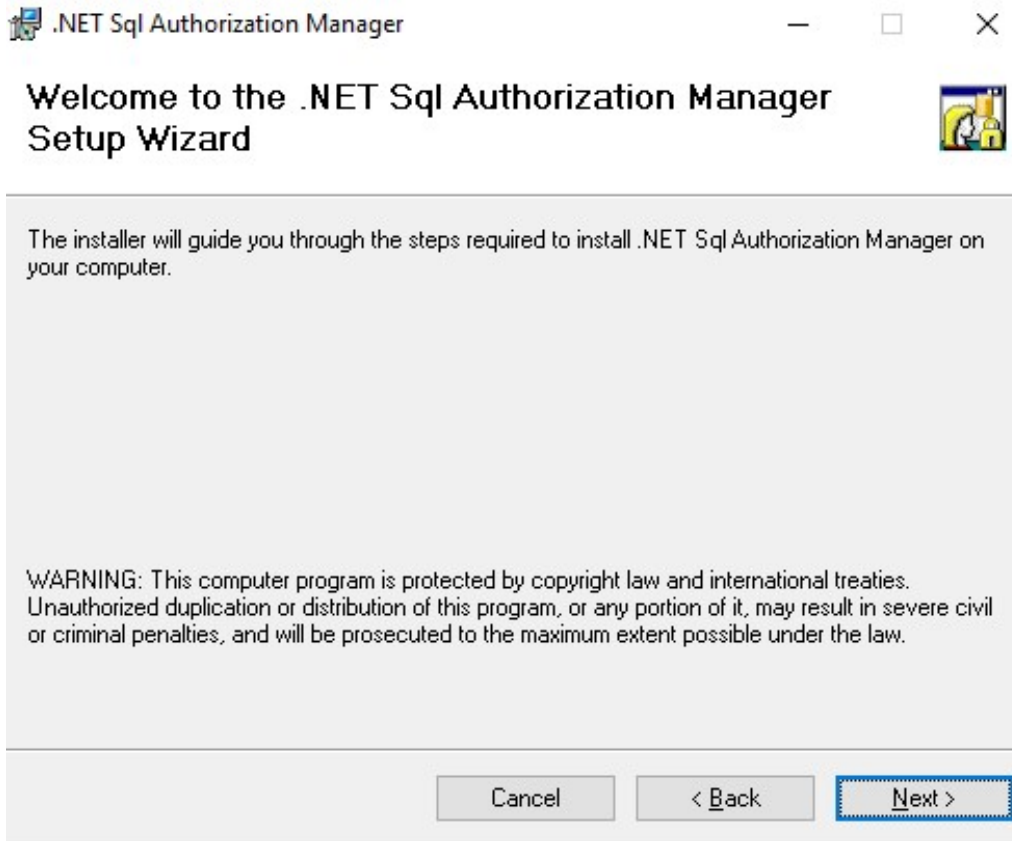 .NET Sql Authorization Manager
Welcome to the .NET Sql Authorization Manager
Setup Wizard
The installer will guide you through the steps required to install .NET Sql Authorization Manager on
your computer.
WARNING: This computer program is protected by copyright law and international treaties.
Unauthorized duplication or distribution of this program, or any portion of it, may result in severe civil
or criminal penalties, and will be prosecuted to the maximum extent possible under the law.
Cancel
< Back
Next >